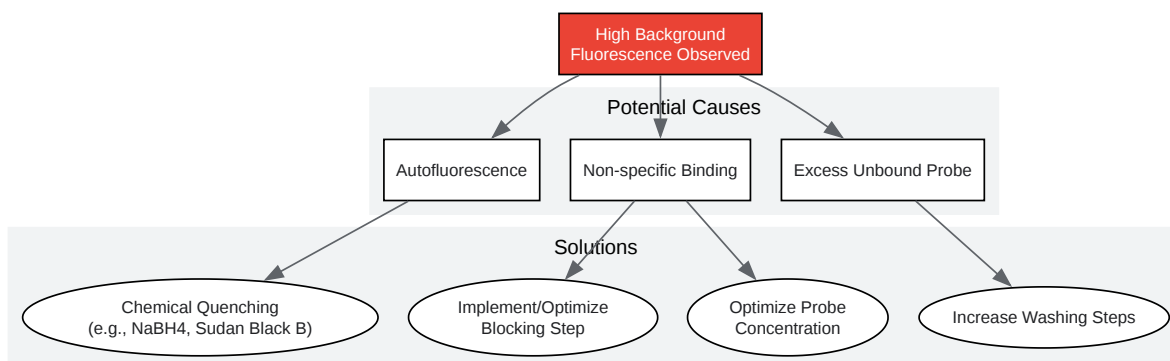 High Background
Fluorescence Observed
Potential Causes
Autofluorescence
Non-specific Binding
Excess Unbound Probe
Solutions
Chemical Quenching
(e.g., NaBH4, Sudan Black B)
Implement/Optimize
Blocking Step
Optimize Probe
Concentration
Increase Washing Steps